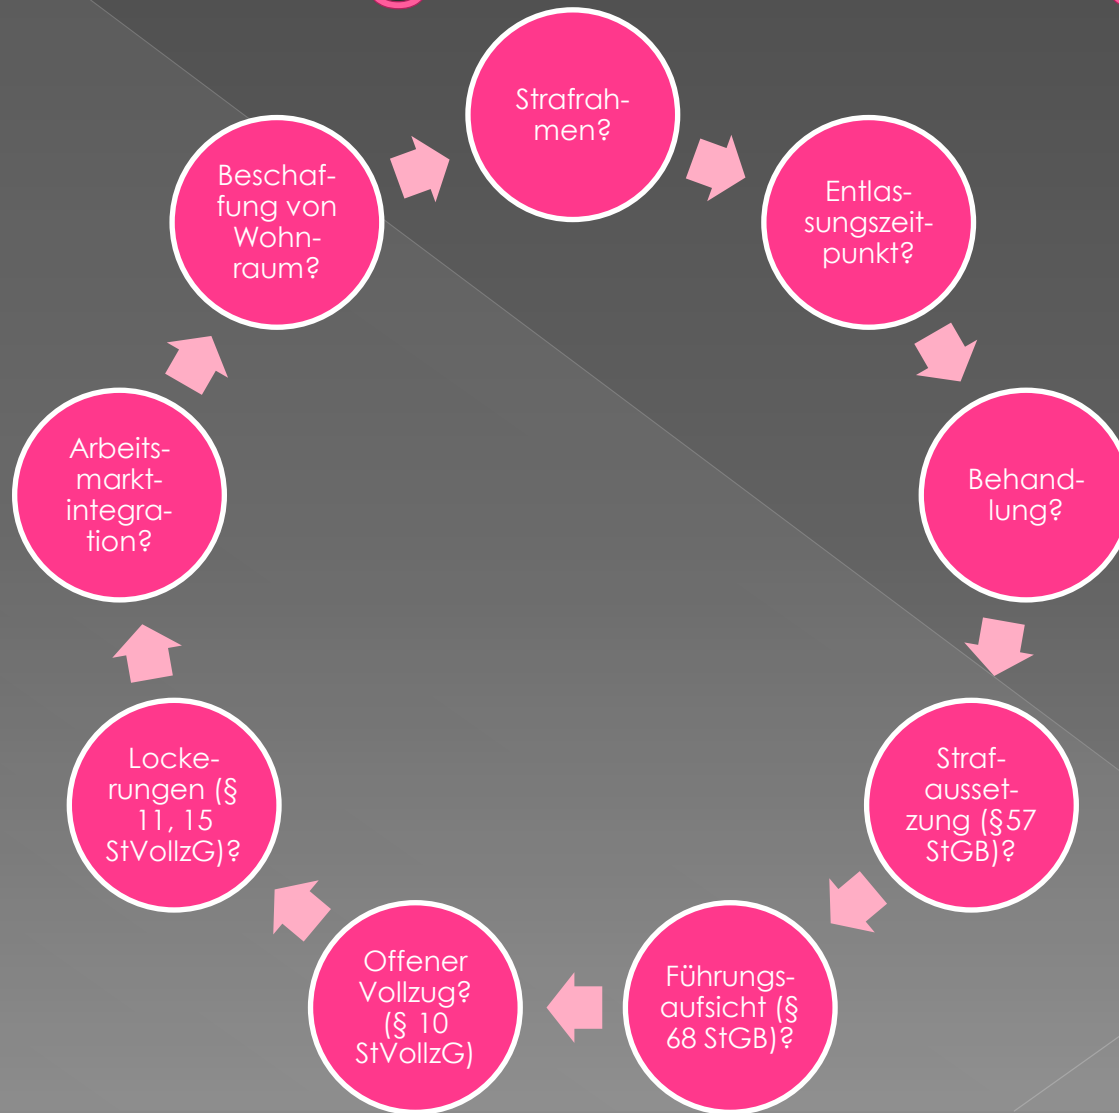 Strafrah-
men?
Entlas-
sungszeit-
punkt?
Behand-
lung?
Straf-
ausset-
zung (§57
StGB)?
Führungs-
aufsicht (§
68 StGB)?
Offener
Vollzug?
(§ 10
StVollzG)
Locke-
rungen (§
11, 15
StVollzG)?
Arbeits-
markt-
integra-
tion?
Beschaf-
fung von
Wohn-
raum?